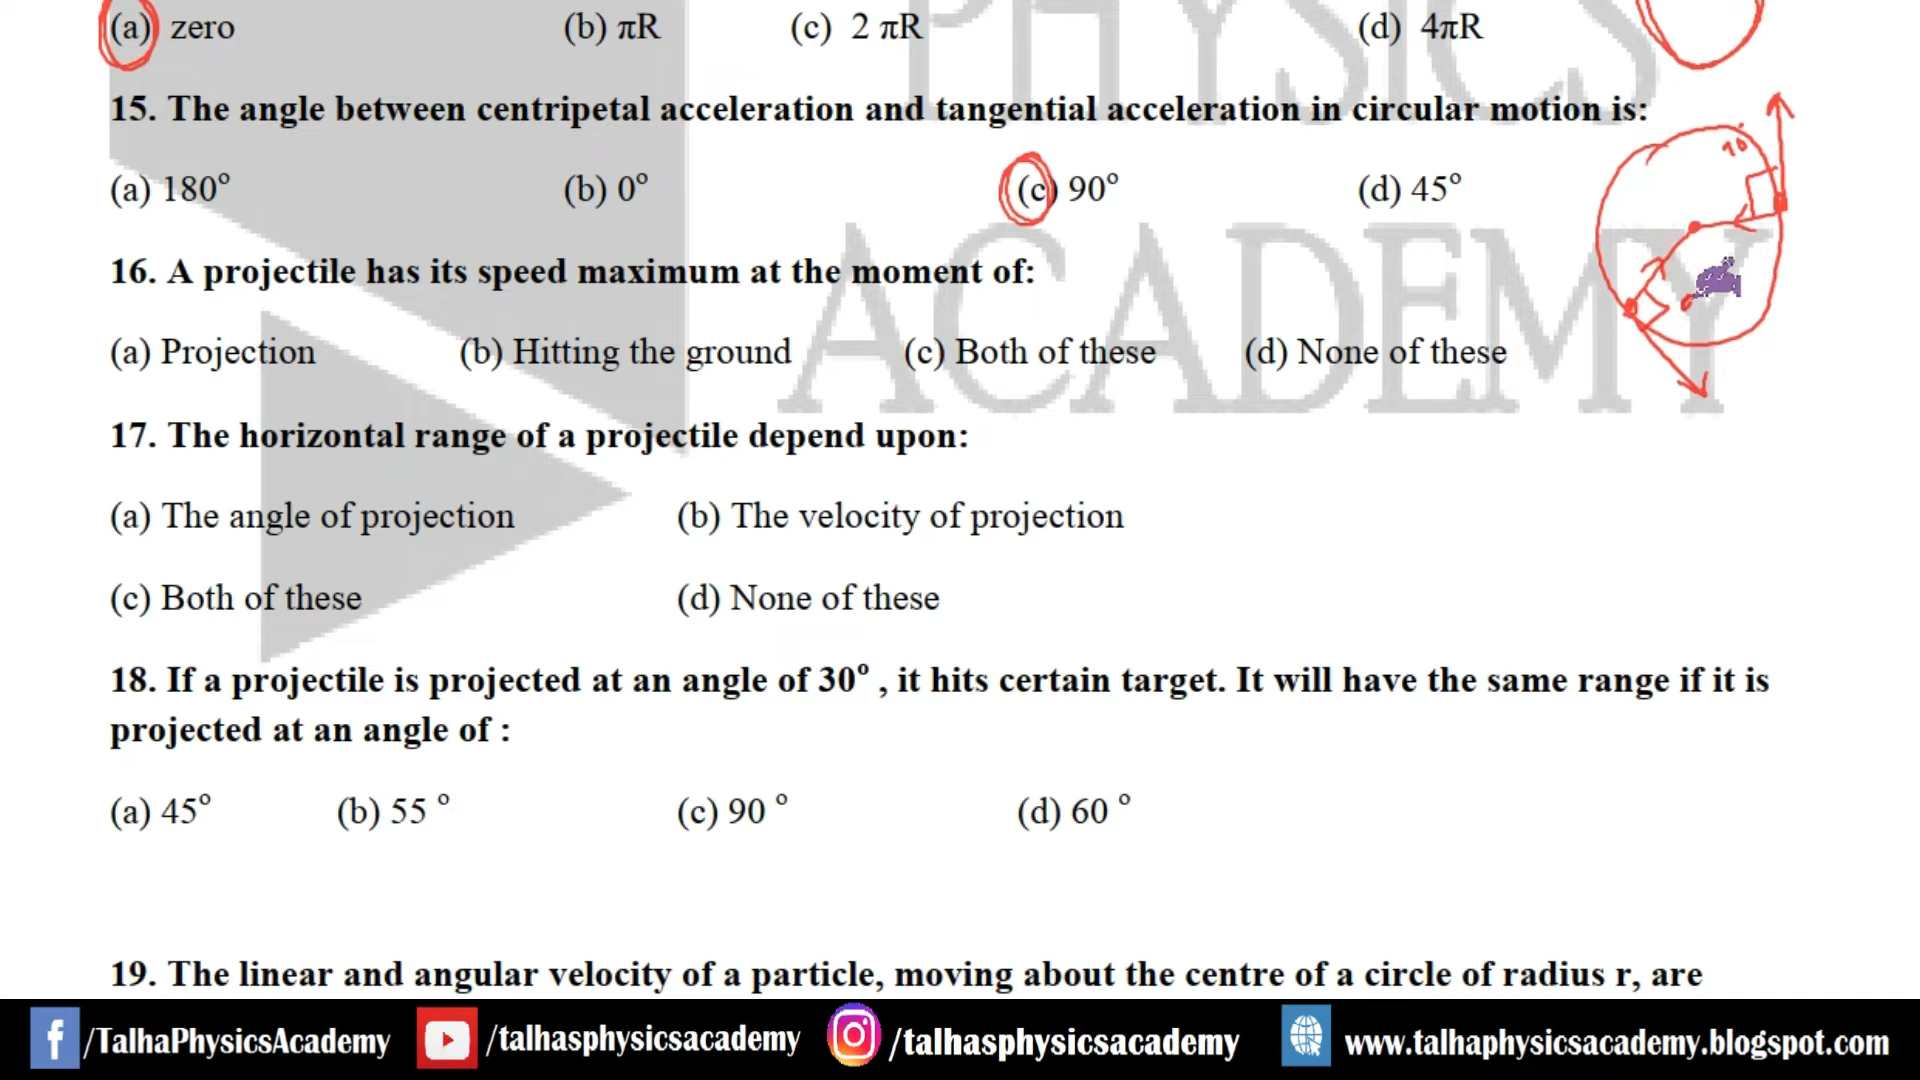 (a) zero (b) πR (c) 2 πR (d) 4πR
PHYSICS
15. The angle between centripetal acceleration and tangential acceleration in circular motion is:
90°
(a) 180° (b) 0° (c) 90° (d) 45°
ACADEMY
16. A projectile has its speed maximum at the moment of:
(a) Projection (b) Hitting the ground (c) Both of these (d) None of these
17. The horizontal range of a projectile depend upon:
(a) The angle of projection (b) The velocity of projection
(c) Both of these (d) None of these
18. If a projectile is projected at an angle of 30° , it hits certain target. It will have the same range if it is
projected at an angle of :
(a) 45° (b) 55 ° (c) 90 ° (d) 60 °
19. The linear and angular velocity of a particle, moving about the centre of a circle of radius r, are
/TalhaPhysicsAcademy /talhasphysicsacademy /talhasphysicsacademy www.talhaphysicsacademy.blogspot.com